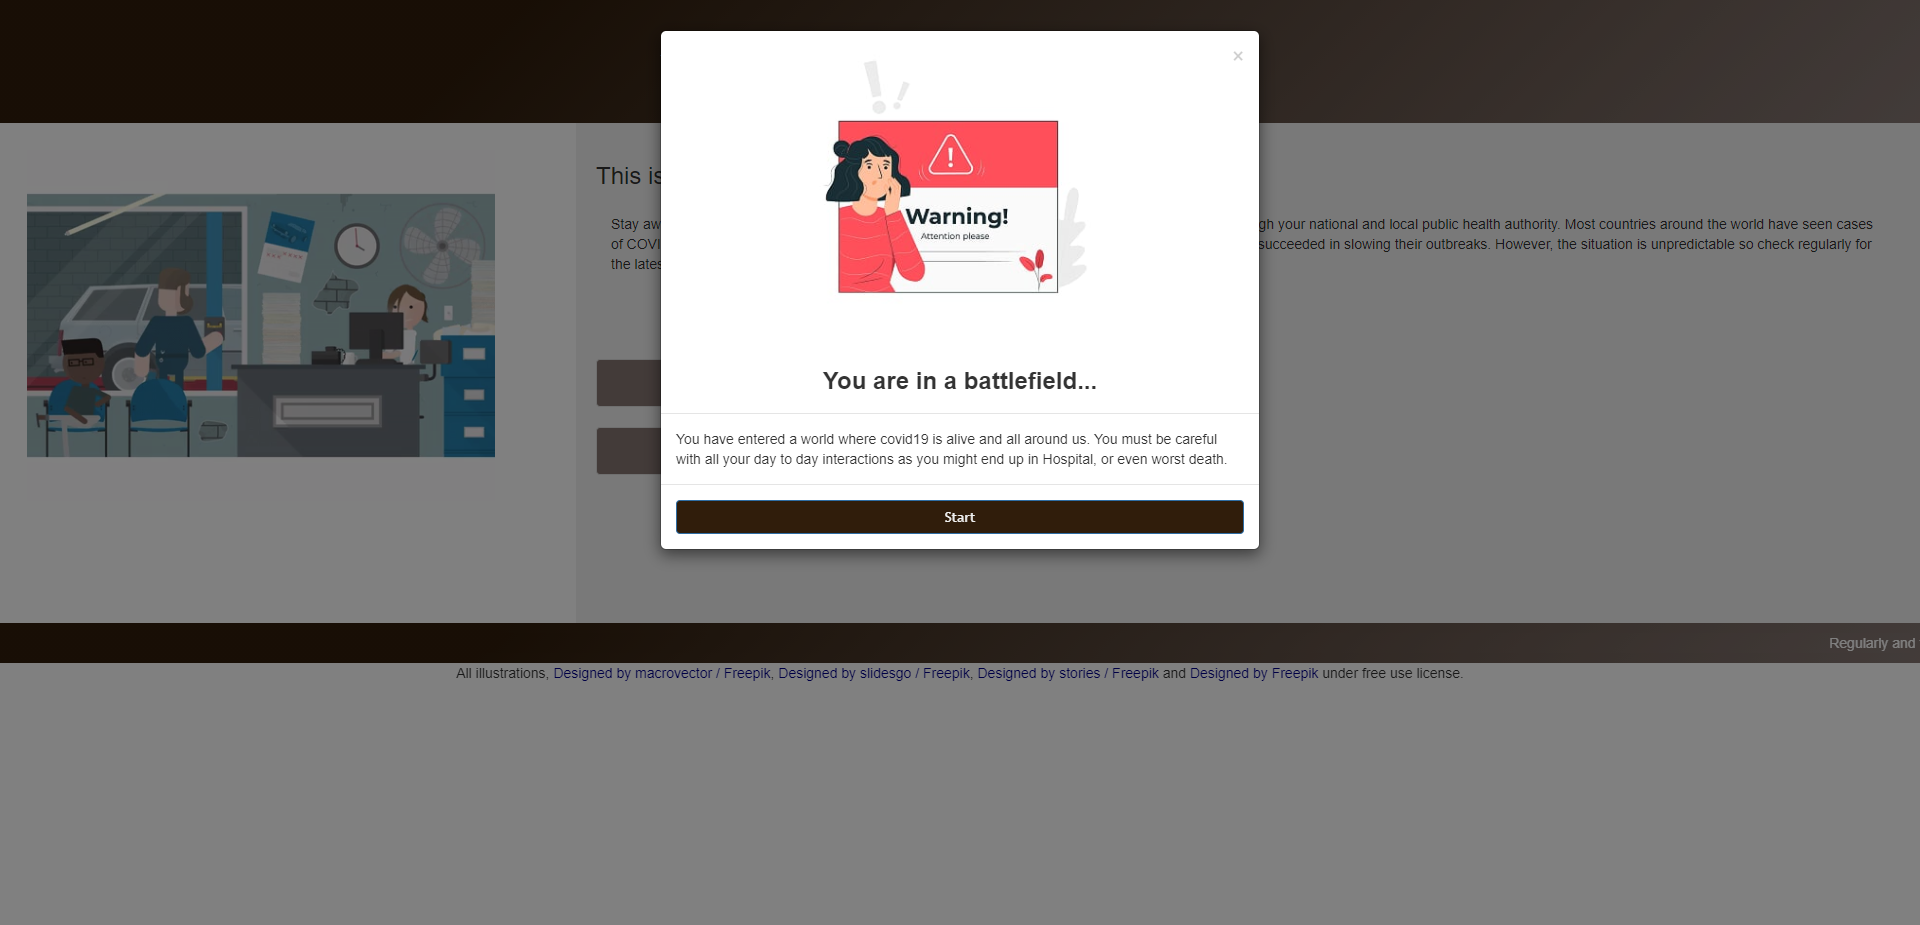 Warning!
Attention please
You are in a battlefield...
You have entered a world where covid19 is alive and all around us. You must be careful
with all your day to day interactions as you might end up in Hospital, or even worst death.
Start
This is
Stay aw
gh your national and local public health authority. Most countries around the world have seen cases
of COVI
succeeded in slowing their outbreaks. However, the situation is unpredictable so check regularly for
the lates
Regularly and
All illustrations, Designed by macrovector / Freepik, Designed by slidesgo / Freepik, Designed by stories / Freepik and Designed by Freepik under free use license.